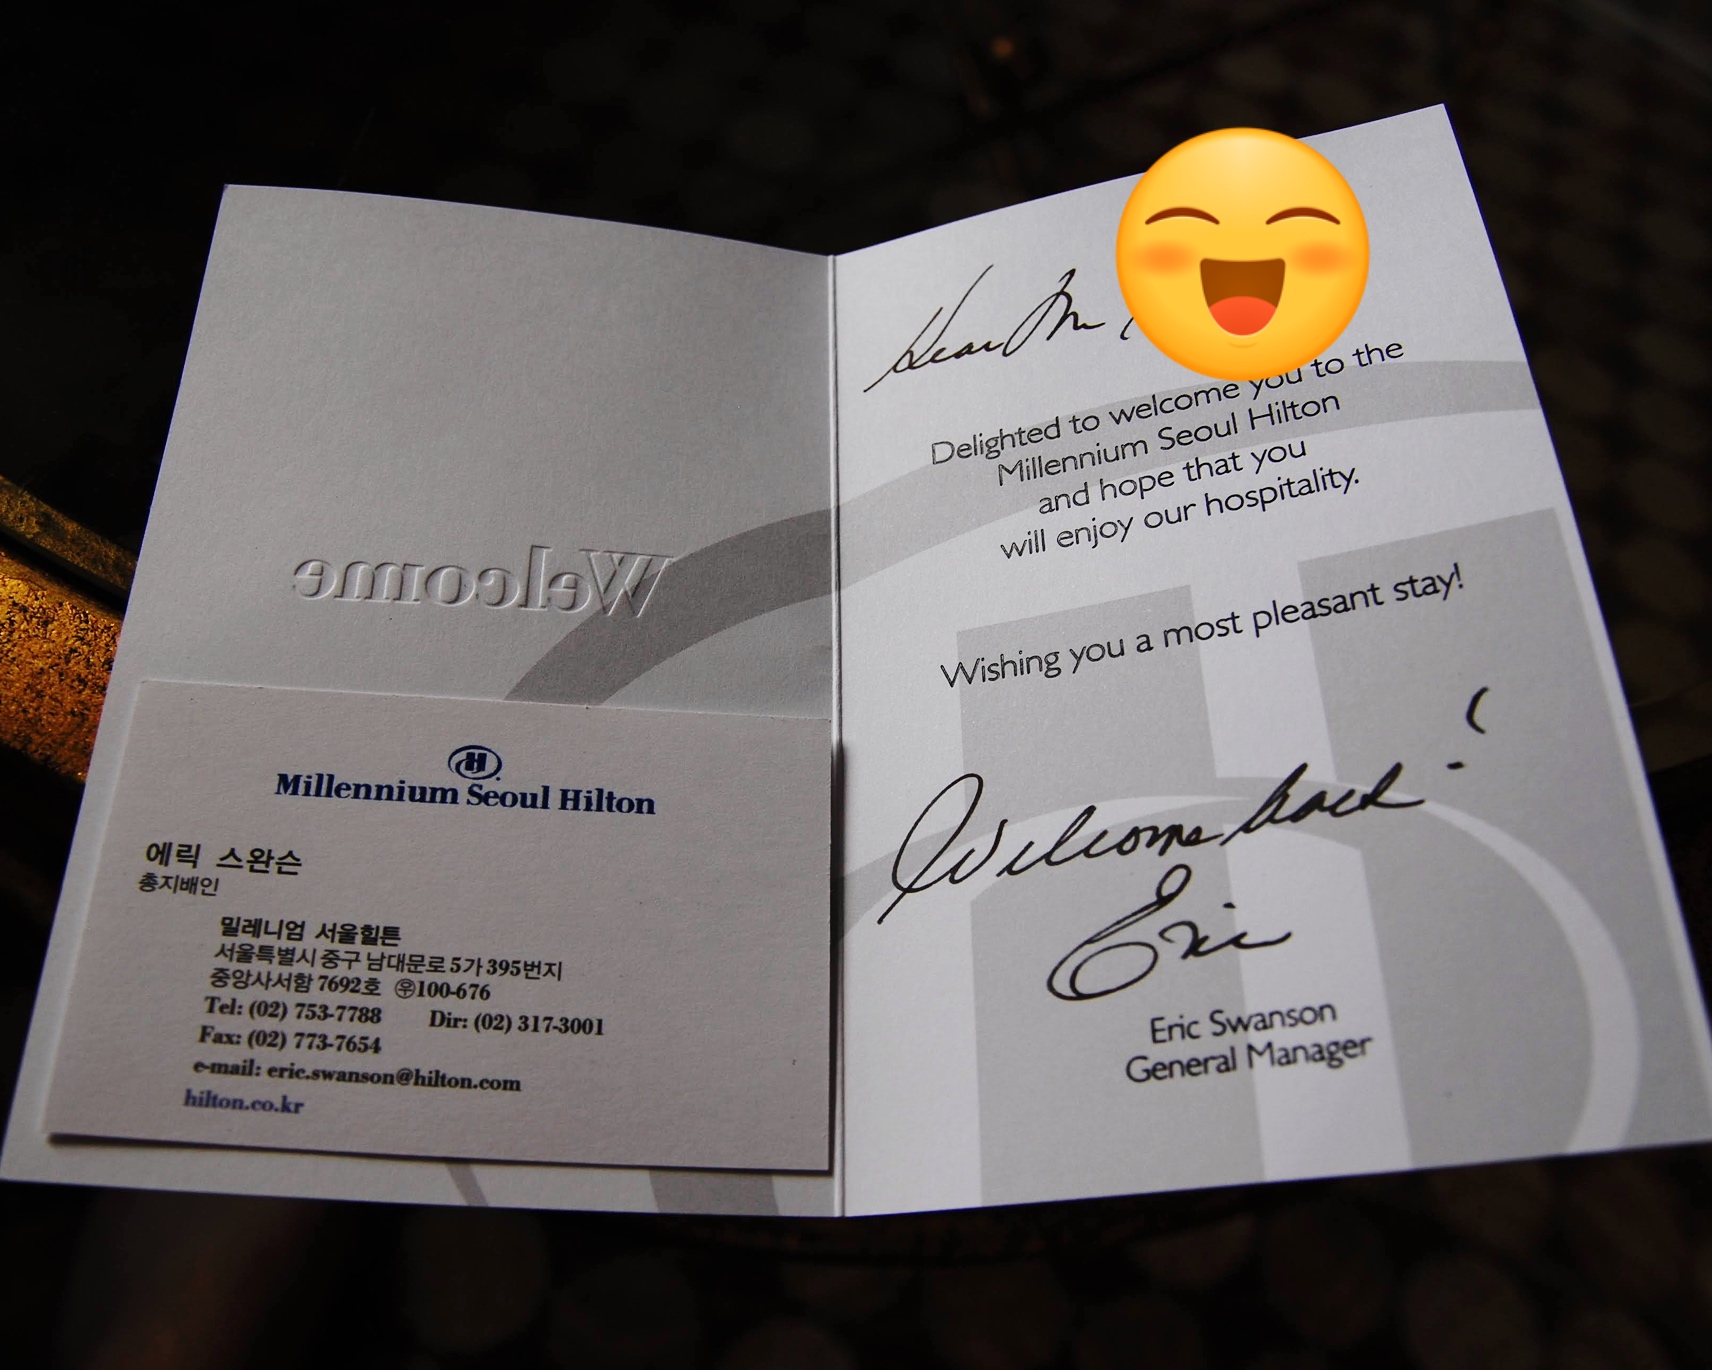 Welcome
Millennium Seoul Hilton
에릭 스완슨
총지배인
밀레니엄 서울힐튼
서울특별시 중구 남대문로 5가 395번지
중앙사서함 7692호 ㉾100-676
Tel: (02) 753-7788 Dir: (02) 317-3001
Fax: (02) 773-7654
e-mail: eric.swanson@hilton.com
hilton.co.kr
Dear Mr
Delighted to welcome you to the
Millennium Seoul Hilton
and hope that you
will enjoy our hospitality.
Wishing you a most pleasant stay!
Welcome back!
Eric
Eric Swanson
General Manager